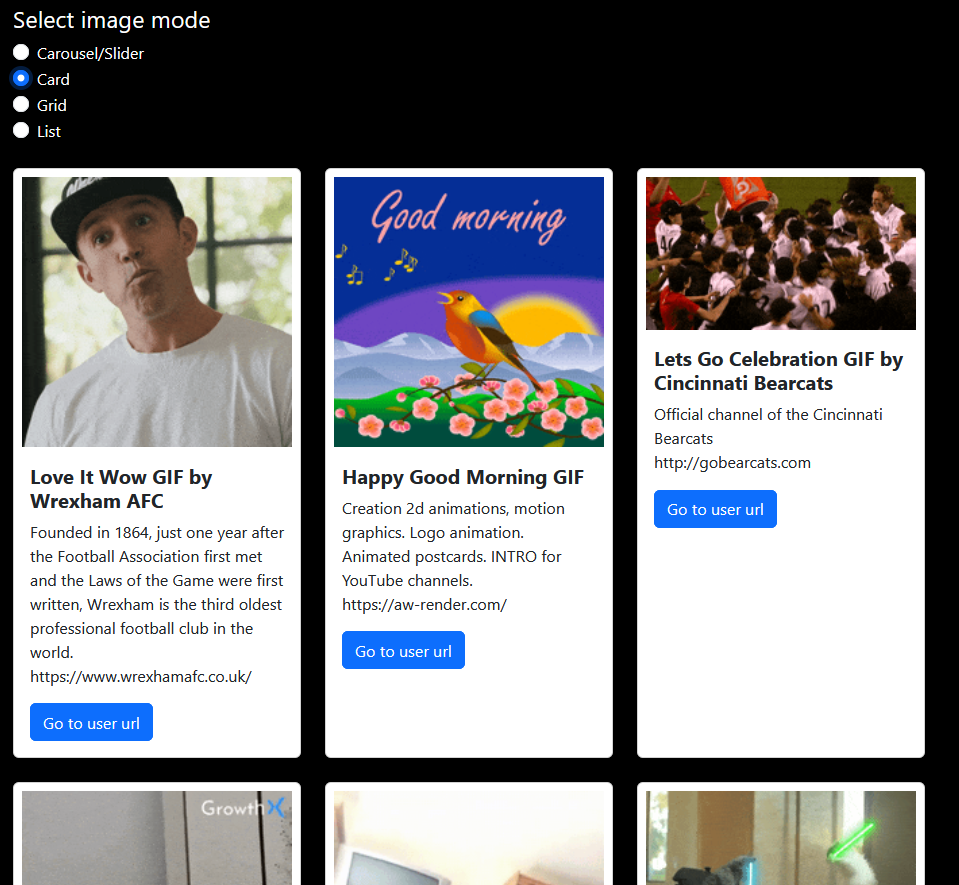 Select image mode
Carousel/Slider
Card
Grid
List
Good morning
Love It Wow GIF by
Wrexham AFC
Founded in 1864, just one year after
the Football Association first met
and the Laws of the Game were first
written, Wrexham is the third oldest
professional football club in the
world.
https://www.wrexhamafc.co.uk/
Go to user url
Happy Good Morning GIF
Creation 2d animations, motion
graphics. Logo animation.
Animated postcards. INTRO for
YouTube channels.
https://aw-render.com/
Go to user url
Lets Go Celebration GIF by
Cincinnati Bearcats
Official channel of the Cincinnati
Bearcats
http://gobearcats.com
Go to user url
GrowthX